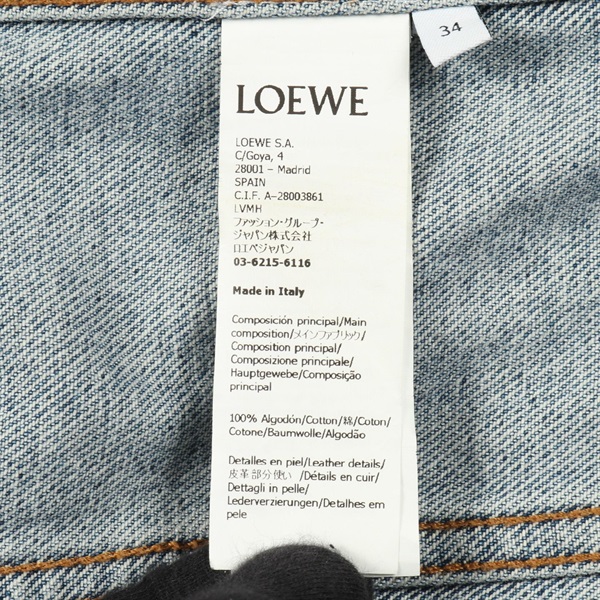 34
LOEWE
LOEWE S.A.
C/Goya, 4
28001 – Madrid
SPAIN
C.I.F. A–28003861
LVMH
ファッション・グループ・
ジャパン株式会社
ロエベジャパン
03-6215-6116
Made in Italy
Composición principal/Main
composition/メインファブリック/
Composition principal/
Composizione principale/
Hauptgewebe/Composição
principal
100% Algodón/Cotton/綿/Coton/
Cotone/Baumwolle/Algodão
Detalles en piel/Leather details/
皮革部分使い /Détails en cuir/
Dettagli in pelle/
Lederverzierungen/Detalhes em
pele